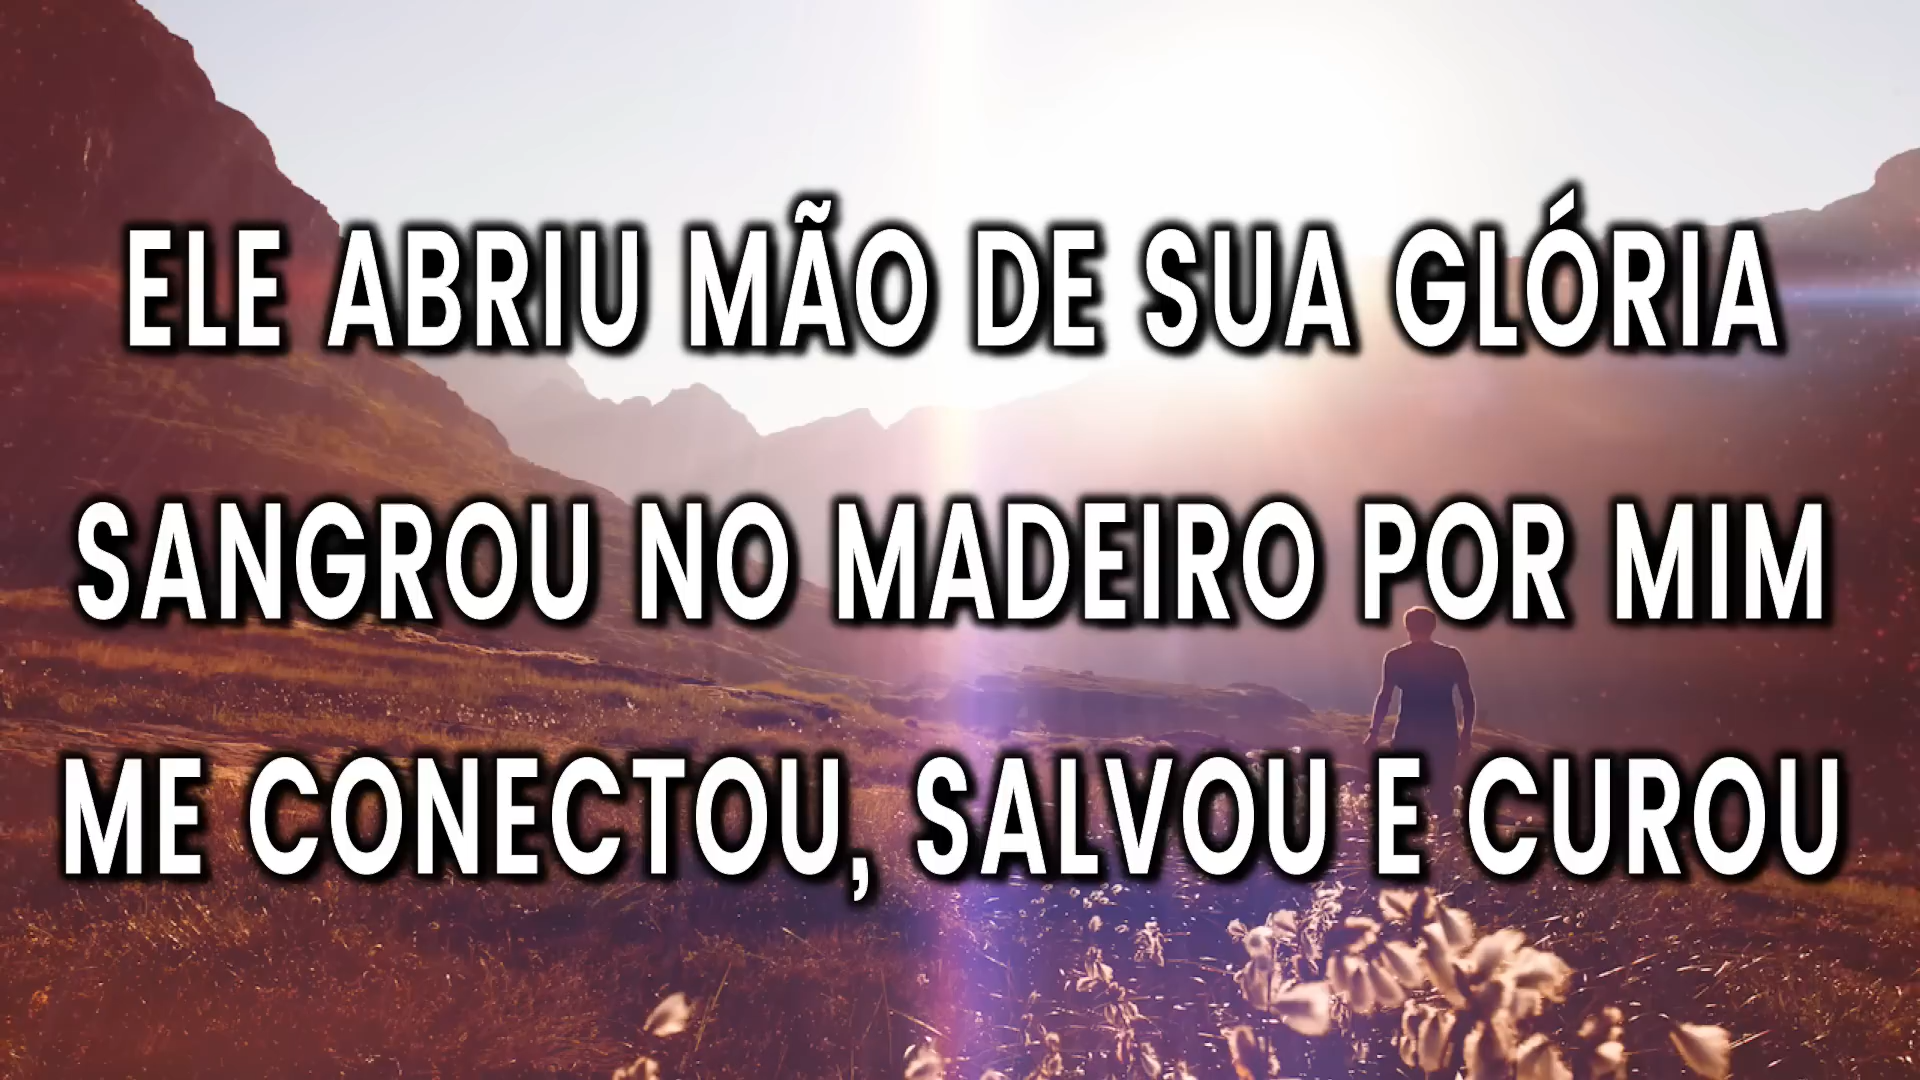 ELE ABRIU MÃO DE SUA GLÓRIA
SANGROU NO MADEIRO POR MIM
ME CONECTOU, SALVOU E CUROU